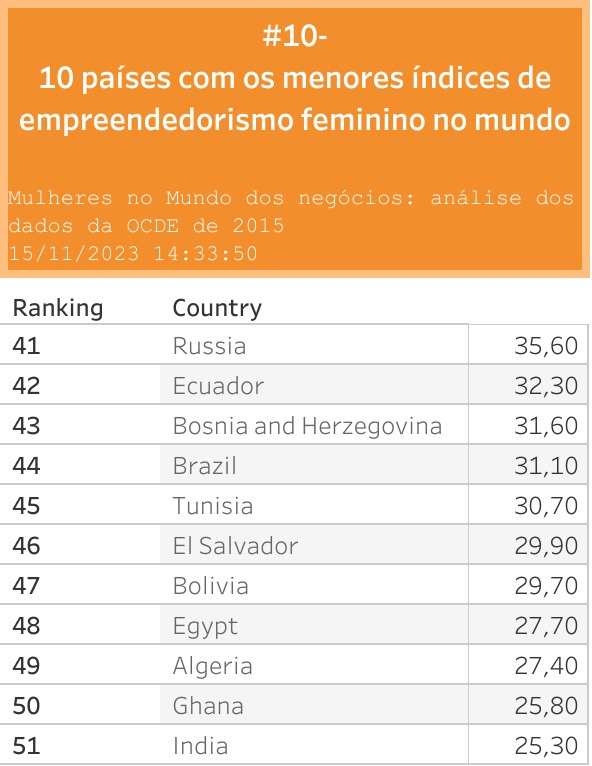 #10-
10 países com os menores índices de
empreendedorismo feminino no mundo
Mulheres no Mundo dos negócios: análise dos
dados da OCDE de 2015
15/11/2023 14:33:50
Ranking Country
41 Russia 35,60
42 Ecuador 32,30
43 Bosnia and Herzegovina 31,60
44 Brazil 31,10
45 Tunisia 30,70
46 El Salvador 29,90
47 Bolivia 29,70
48 Egypt 27,70
49 Algeria 27,40
50 Ghana 25,80
51 India 25,30